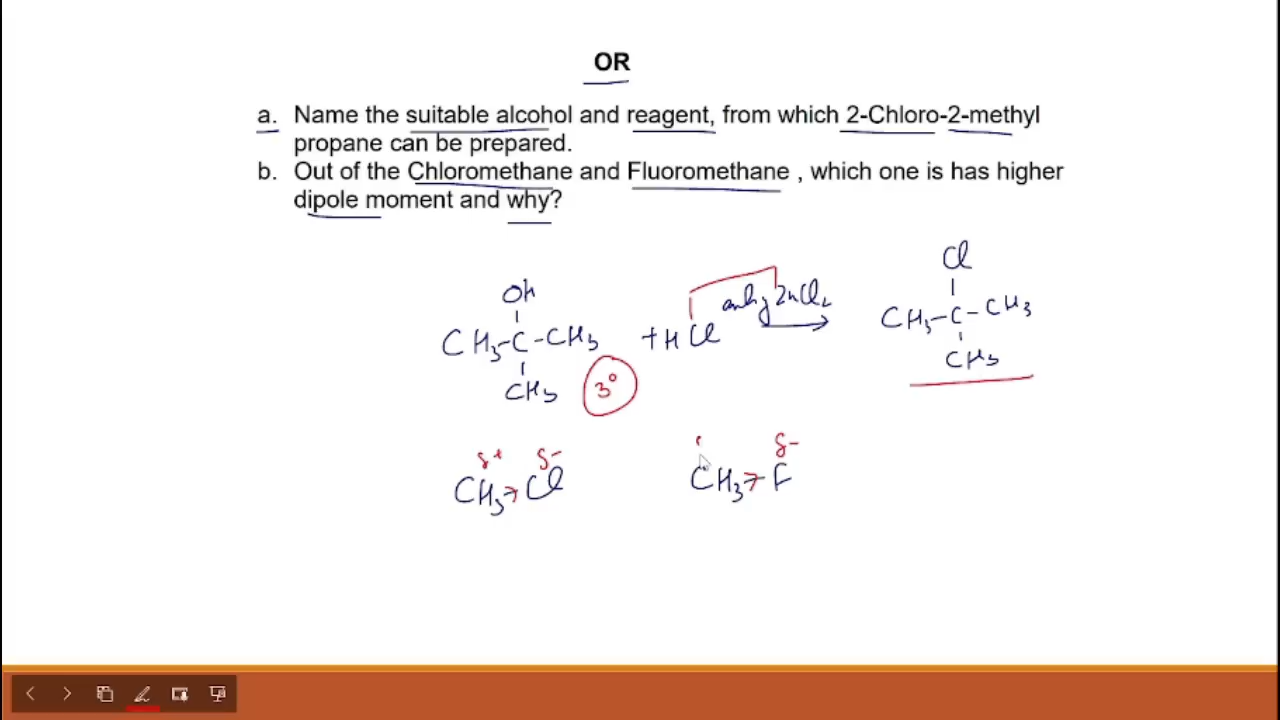 OR
a. Name the suitable alcohol and reagent, from which 2-Chloro-2-methyl
propane can be prepared.
b. Out of the Chloromethane and Fluoromethane , which one is has higher
dipole moment and why?
Cl
OH
anhy ZnCl₂
CH₃-C-CH₃
CH₃-C-CH₃ + HCl
CH₃
CH₃
3°
δ+ δ-
δ-
CH₃ Cl
CH₃ F